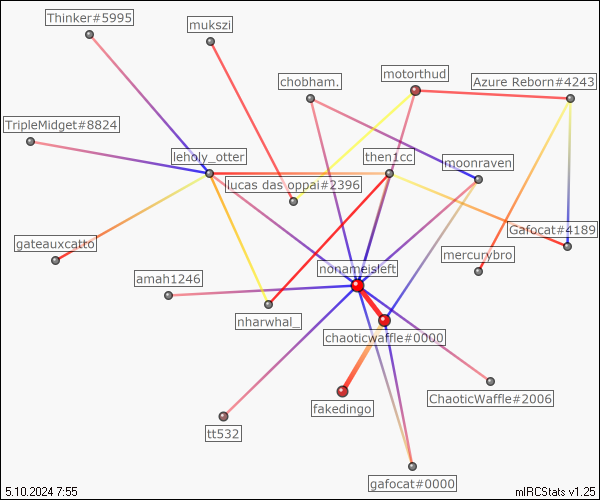 Thinker#5995
mukszi
chobham.
motorthud
Azure Reborn#4243
TripleMidget#8824
leholy_otter
then1cc
moonraven
lucas das oppai#2396
Gafocat#4189
gateauxcatto
mercurybro
nonameisleft
amah1246
nharwhal_
chaoticwaffle#0000
ChaoticWaffle#2006
fakedingo
tt532
gafocat#0000
5.10.2024 7:55
mIRCStats v1.25